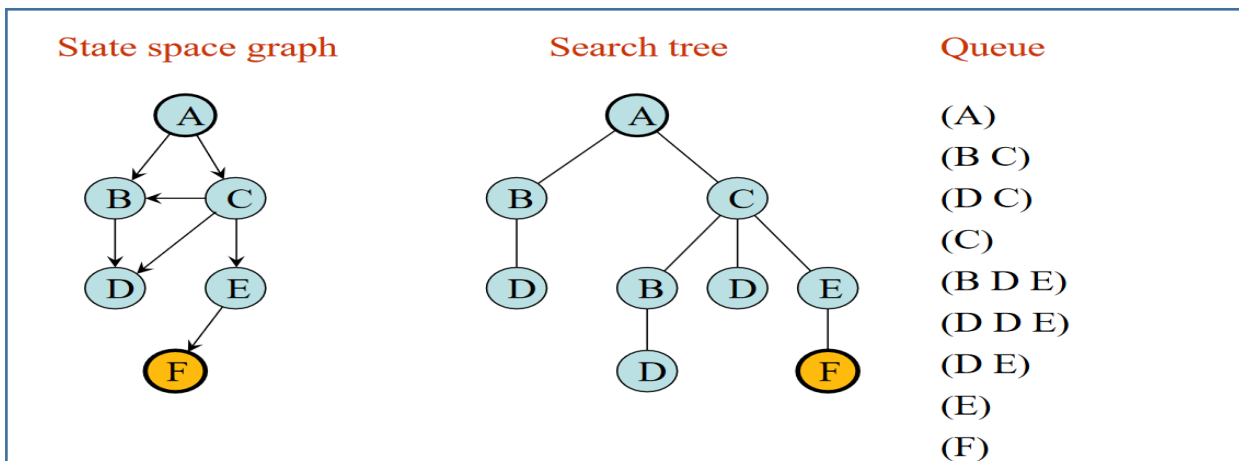 State space graph
A
B C
D E
F
Search tree
A
B C
D B D E
D F
Queue
(A)
(B C)
(D C)
(C)
(B D E)
(D D E)
(D E)
(E)
(F)